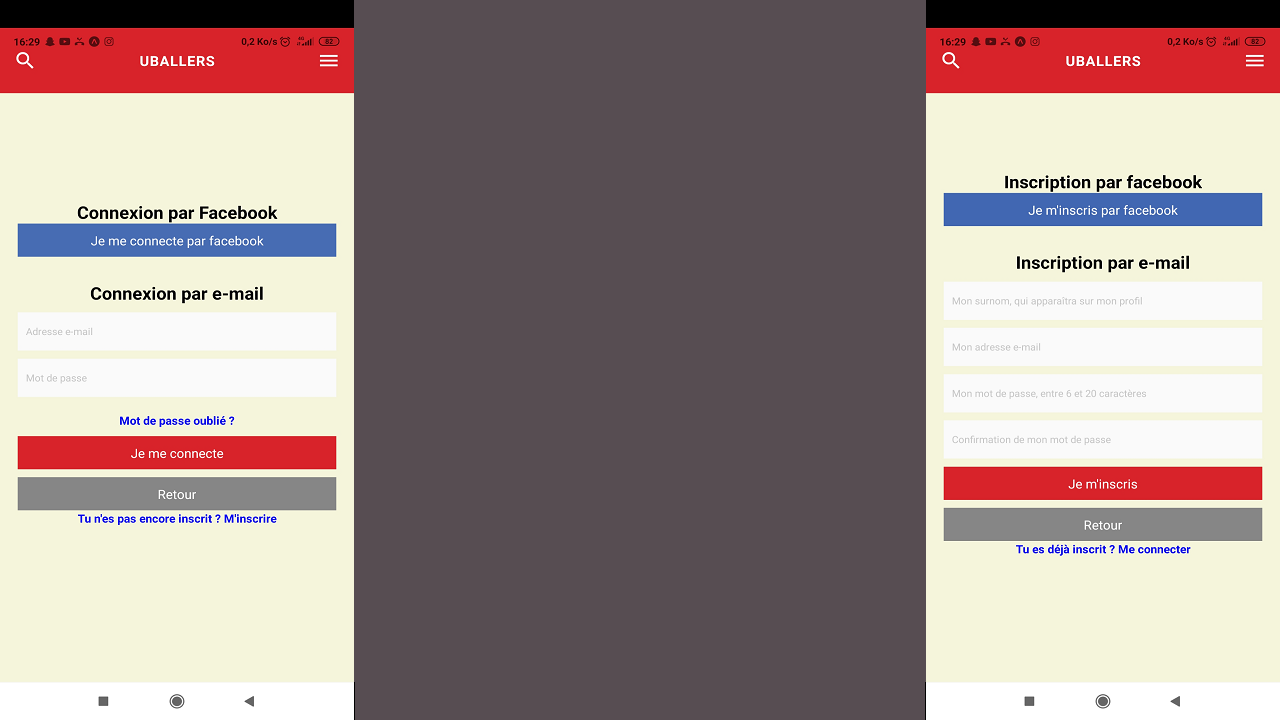 16:29
0,2 Ko/s
4G
82
UBALLERS
Connexion par Facebook
Je me connecte par facebook
Connexion par e-mail
Adresse e-mail
Mot de passe
Mot de passe oublié ?
Je me connecte
Retour
Tu n'es pas encore inscrit ? M'inscrire
16:29
0,2 Ko/s
4G
82
UBALLERS
Inscription par facebook
Je m'inscris par facebook
Inscription par e-mail
Mon surnom, qui apparaîtra sur mon profil
Mon adresse e-mail
Mon mot de passe, entre 6 et 20 caractères
Confirmation de mon mot de passe
Je m'inscris
Retour
Tu es déjà inscrit ? Me connecter